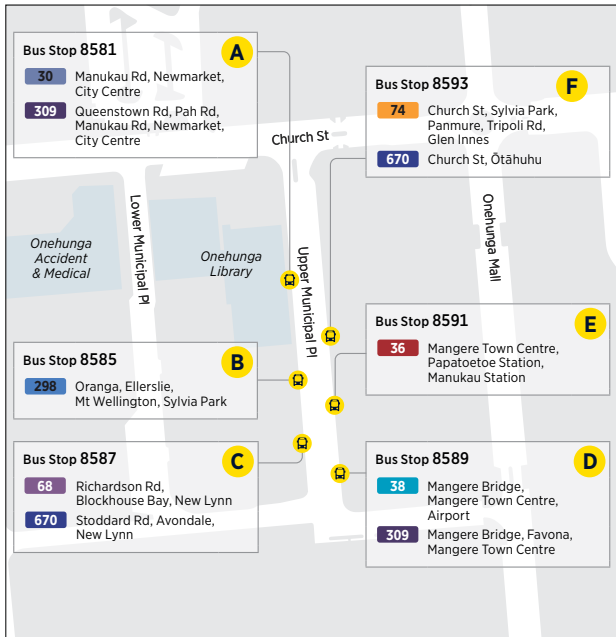 Bus Stop 8581
A
30
Manukau Rd, Newmarket,
City Centre
309
Queenstown Rd, Pah Rd,
Manukau Rd, Newmarket,
City Centre
Bus Stop 8593
F
74
Church St, Sylvia Park,
Panmure, Tripoli Rd,
Glen Innes
670
Church St, Ōtāhuhu
Church St
Lower Municipal Pl
Onehunga
Accident
& Medical
Onehunga
Library
Upper Municipal Pl
Onehunga Mall
Bus Stop 8585
B
298
Oranga, Ellerslie,
Mt Wellington, Sylvia Park
Bus Stop 8591
E
36
Mangere Town Centre,
Papatoetoe Station,
Manukau Station
Bus Stop 8587
C
68
Richardson Rd,
Blockhouse Bay, New Lynn
670
Stoddard Rd, Avondale,
New Lynn
Bus Stop 8589
D
38
Mangere Bridge,
Mangere Town Centre,
Airport
309
Mangere Bridge, Favona,
Mangere Town Centre